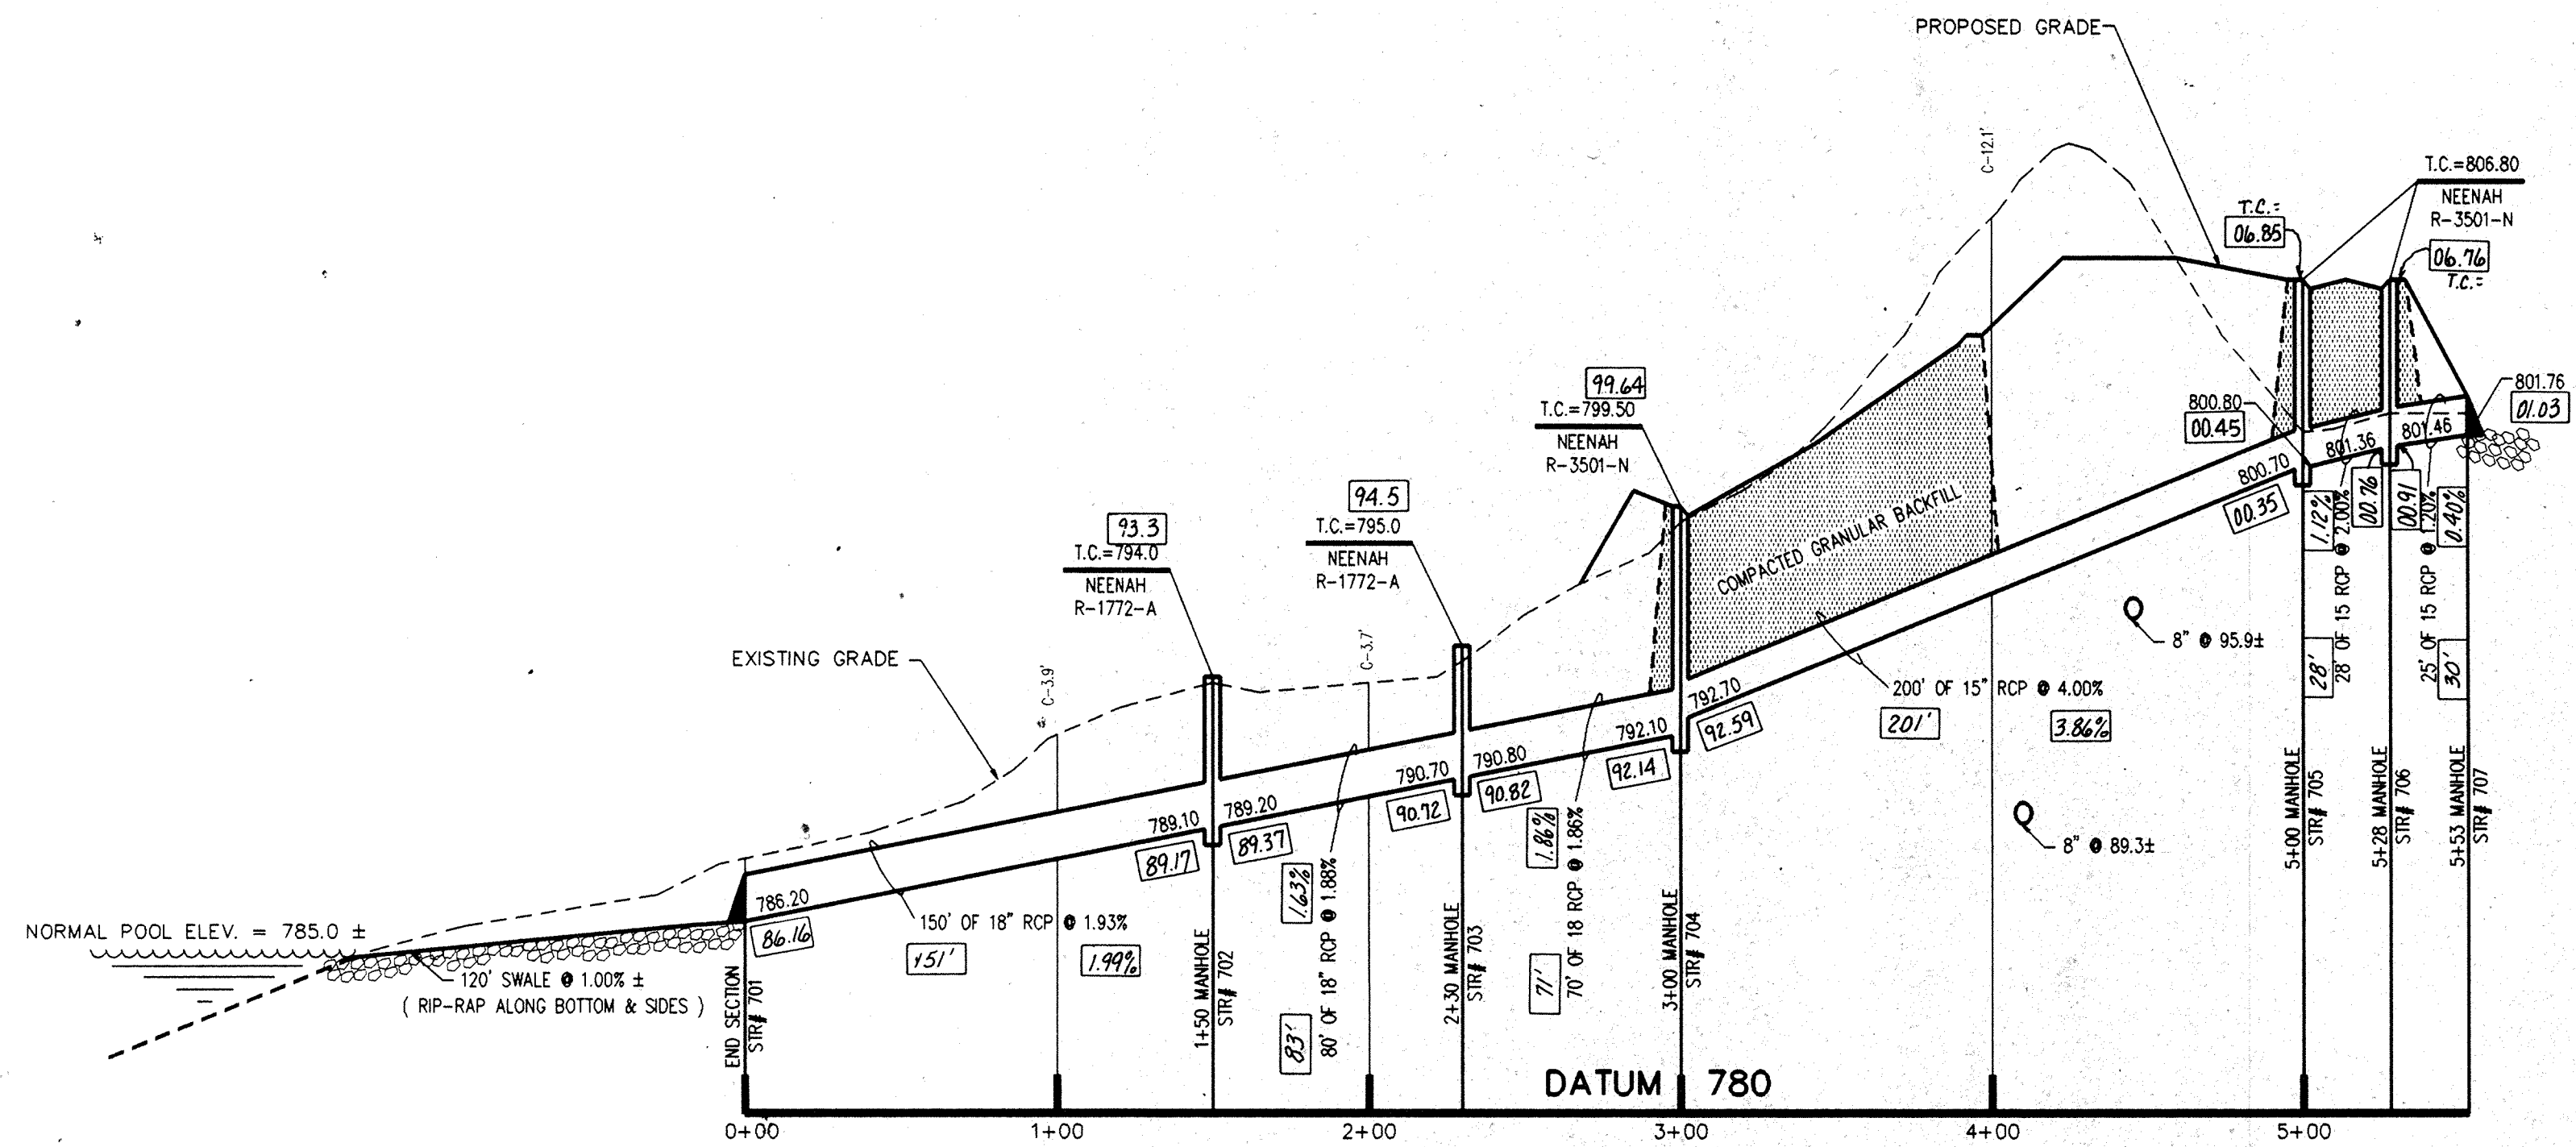 PROPOSED GRADE
C-12.1'
T.C.=806.80
NEENAH
R-3501-N
T.C.=
06.85
06.76
T.C.=
99.64
T.C.=799.50
NEENAH
R-3501-N
801.76
01.03
800.80
00.45
801.36
801.46
800.70
00.35
1.12%
28' OF 15 RCP @ 2.00%
28'
00.76
00.91
25' OF 15 RCP @ 1.20%
0.40%
30'
94.5
T.C.=795.0
NEENAH
R-1772-A
93.3
T.C.=794.0
NEENAH
R-1772-A
COMPACTED GRANULAR BACKFILL
8" @ 95.9±
EXISTING GRADE
C-3.9'
C-3.7'
200' OF 15" RCP @ 4.00%
201'
3.86%
792.70
92.59
792.10
92.14
790.80
90.82
790.70
90.72
789.20
89.37
789.10
89.17
1.63%
80' OF 18" RCP @ 1.88%
83'
1.86%
70' OF 18 RCP @ 1.86%
71'
8" @ 89.3±
786.20
86.16
150' OF 18" RCP @ 1.93%
151'
1.99%
NORMAL POOL ELEV. = 785.0 ±
120' SWALE @ 1.00% ±
( RIP-RAP ALONG BOTTOM & SIDES )
END SECTION
STR# 701
1+50 MANHOLE
STR# 702
2+30 MANHOLE
STR# 703
3+00 MANHOLE
STR# 704
5+00 MANHOLE
STR# 705
5+28 MANHOLE
STR# 706
5+53 MANHOLE
STR# 707
DATUM 780
0+00
1+00
2+00
3+00
4+00
5+00